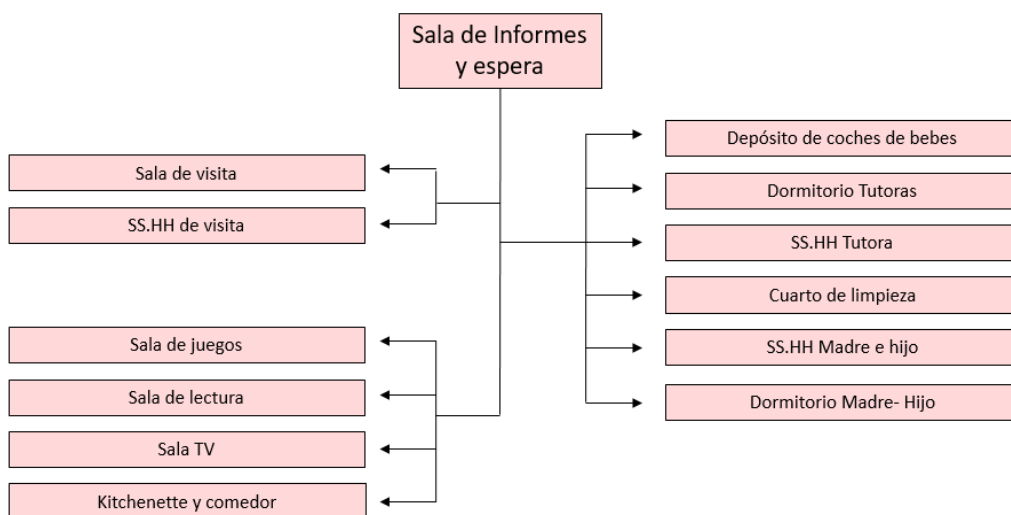 Sala de Informes
y espera
Sala de visita
SS.HH de visita
Sala de juegos
Sala de lectura
Sala TV
Kitchenette y comedor
Depósito de coches de bebes
Dormitorio Tutoras
SS.HH Tutora
Cuarto de limpieza
SS.HH Madre e hijo
Dormitorio Madre- Hijo